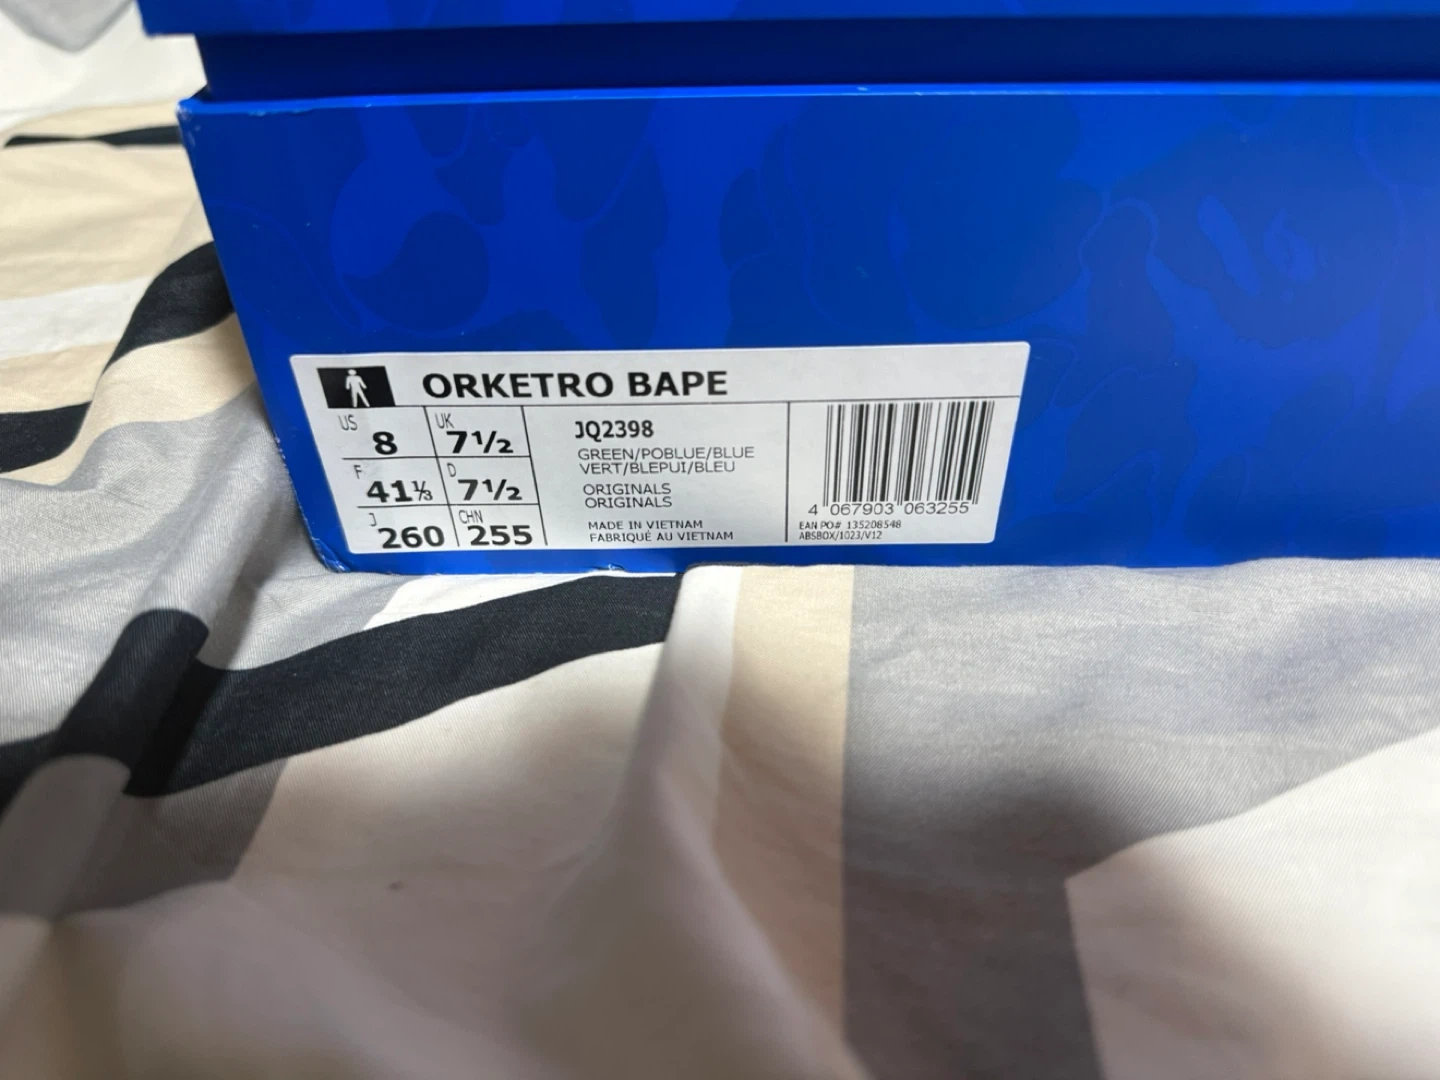 ORKETRO BAPE
US 8 UK 7½
F 41⅓ D 7½
J 260 CHN 255
JQ2398
GREEN/POBLUE/BLUE
VERT/BLEPUI/BLEU
ORIGINALS
ORIGINALS
MADE IN VIETNAM
FABRIQUÉ AU VIETNAM
4 067903 063255
EAN PO# 135208548
ABSBOX/1023/V12